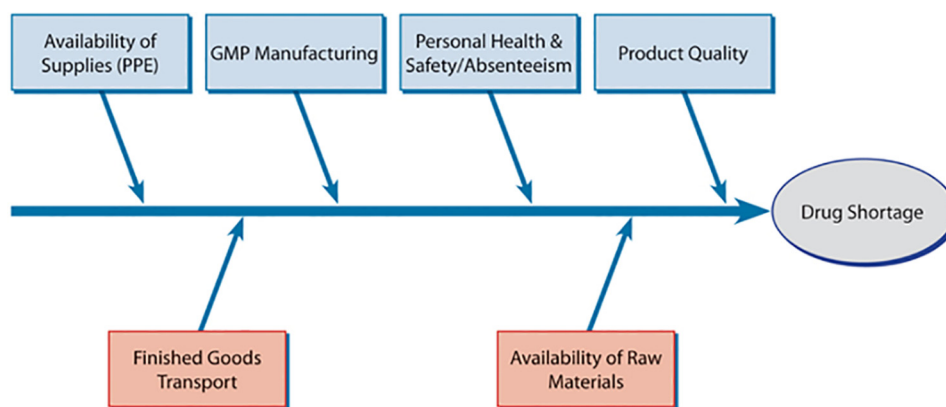 Availability of
Supplies (PPE)
GMP Manufacturing
Personal Health &
Safety/Absenteeism
Product Quality
Drug Shortage
Finished Goods
Transport
Availability of Raw
Materials